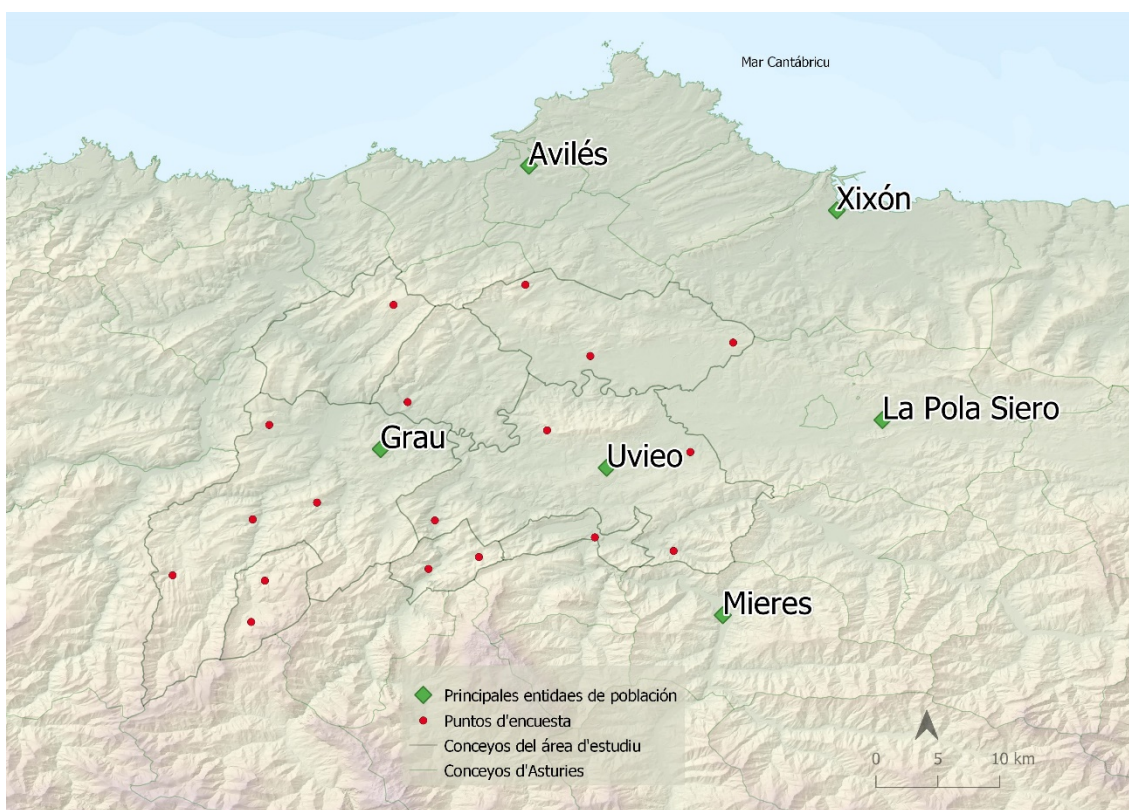 Mar Cantábricu
Avilés
Xixón
La Pola Siero
Grau
Uvieo
Mieres
Principales entidaes de población
Puntos d'encuesta
Conceyos del área d'estudiu
Conceyos d'Asturies
0 5 10 km